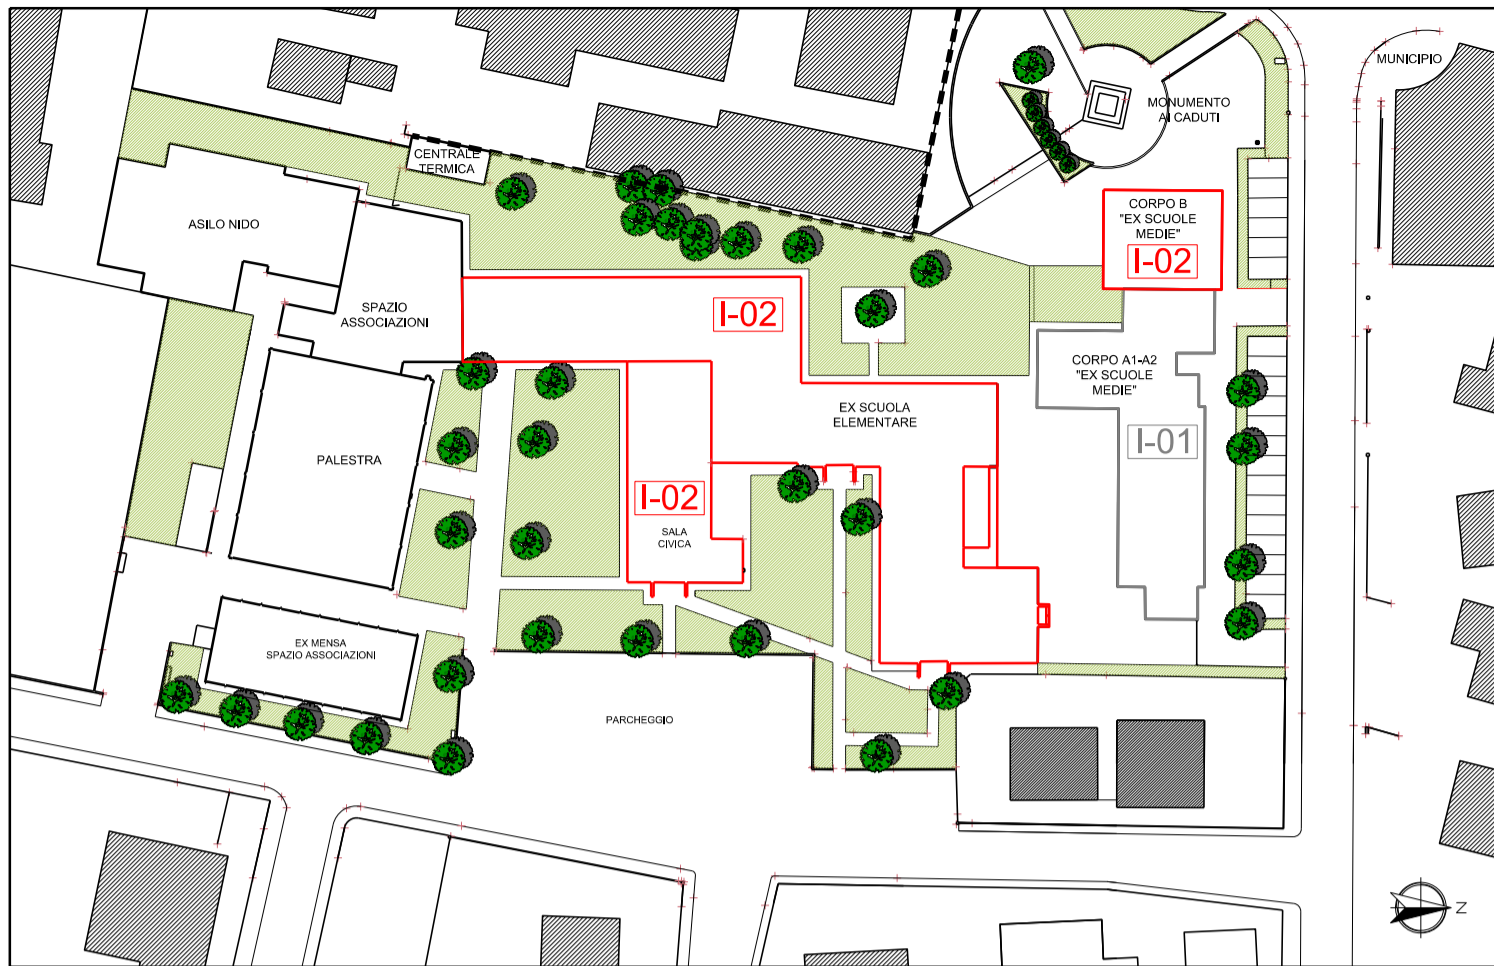 MUNICIPIO
MONUMENTO
AI CADUTI
CENTRALE
TERMICA
ASILO NIDO
CORPO B
"EX SCUOLE
MEDIE"
I-02
SPAZIO
ASSOCIAZIONI
I-02
CORPO A1-A2
"EX SCUOLE
MEDIE"
I-01
EX SCUOLA
ELEMENTARE
PALESTRA
I-02
SALA
CIVICA
EX MENSA
SPAZIO ASSOCIAZIONI
PARCHEGGIO
N